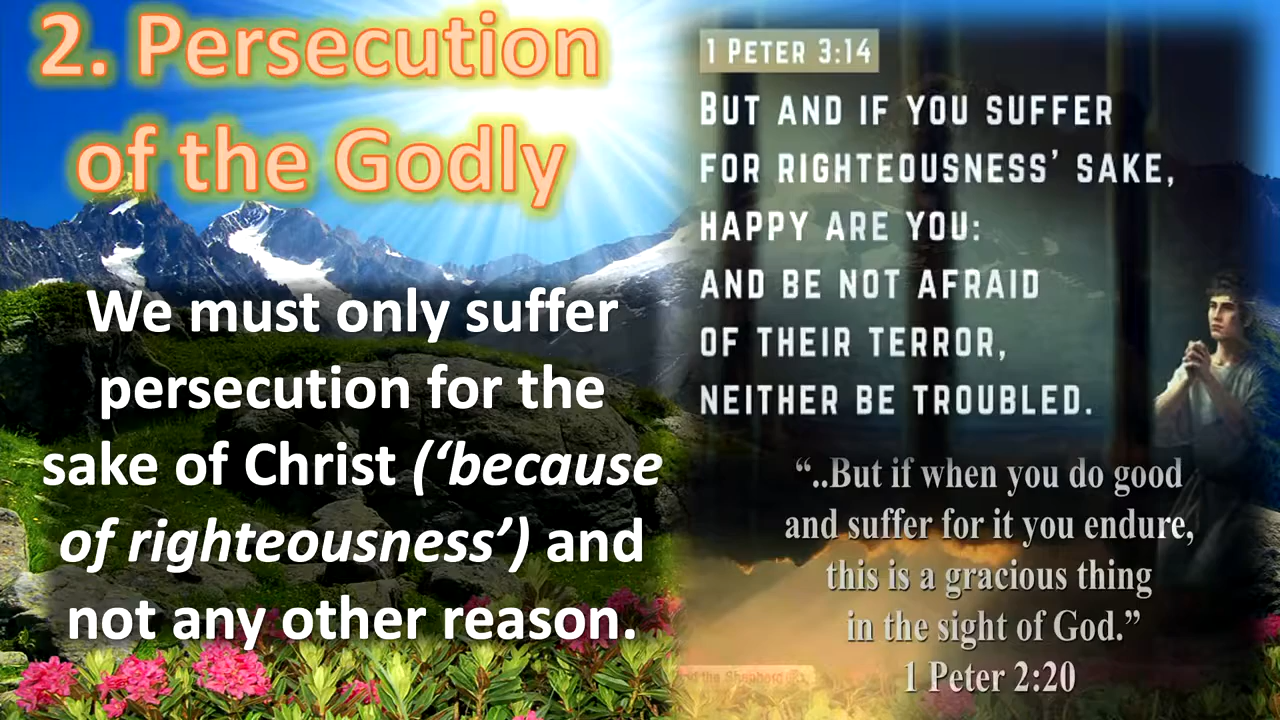 2. Persecution
of the Godly
We must only suffer
persecution for the
sake of Christ (‘because
of righteousness’) and
not any other reason.
1 PETER 3:14
BUT AND IF YOU SUFFER
FOR RIGHTEOUSNESS’ SAKE,
HAPPY ARE YOU:
AND BE NOT AFRAID
OF THEIR TERROR,
NEITHER BE TROUBLED.
“..But if when you do good
and suffer for it you endure,
this is a gracious thing
in the sight of God.”
1 Peter 2:20
of the Shepherd